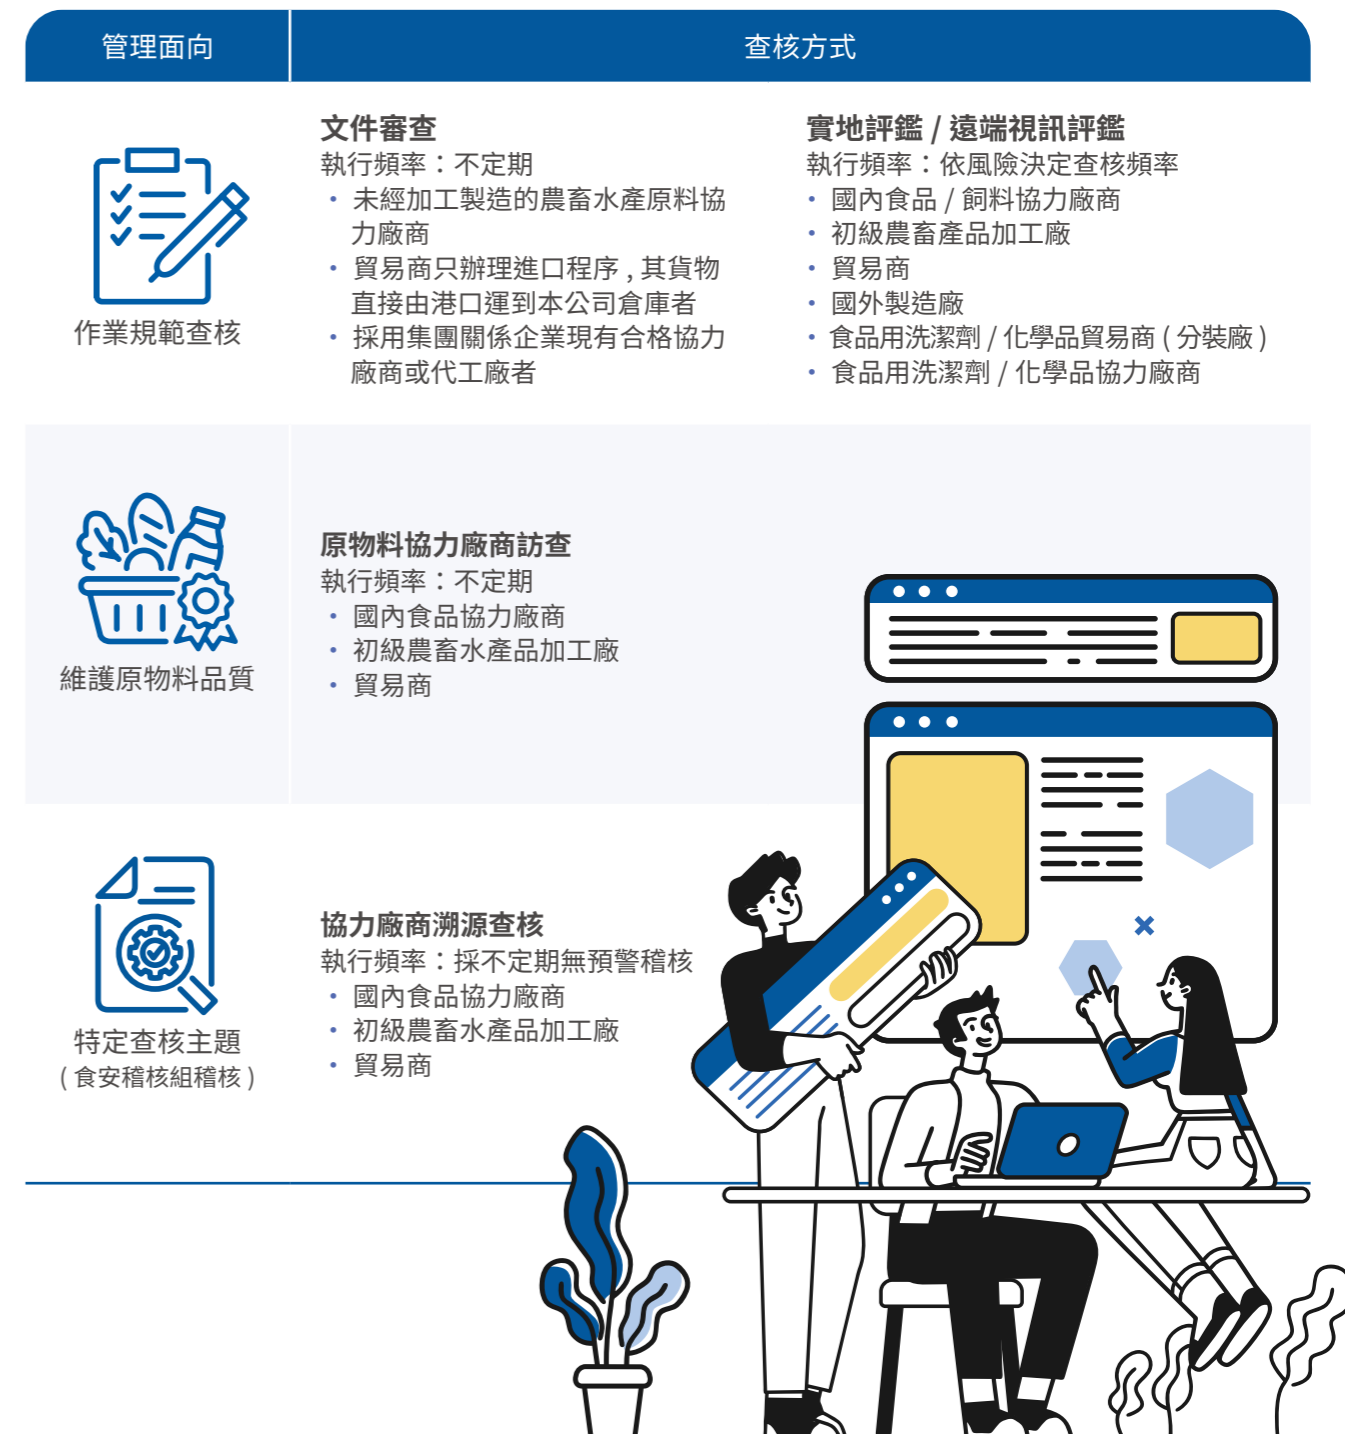 管理面向
查核方式
作業規範查核
文件審查
執行頻率：不定期
• 未經加工製造的農畜水產原料協
力廠商
• 貿易商只辦理進口程序 , 其貨物
直接由港口運到本公司倉庫者
• 採用集團關係企業現有合格協力
廠商或代工廠者
實地評鑑 / 遠端視訊評鑑
執行頻率：依風險決定查核頻率
• 國內食品 / 飼料協力廠商
• 初級農畜產品加工廠
• 貿易商
• 國外製造廠
• 食品用洗潔劑 / 化學品貿易商 ( 分裝廠 )
• 食品用洗潔劑 / 化學品協力廠商
維護原物料品質
原物料協力廠商訪查
執行頻率：不定期
• 國內食品協力廠商
• 初級農畜水產品加工廠
• 貿易商
特定查核主題
( 食安稽核組稽核 )
協力廠商溯源查核
執行頻率：採不定期無預警稽核
• 國內食品協力廠商
• 初級農畜水產品加工廠
• 貿易商